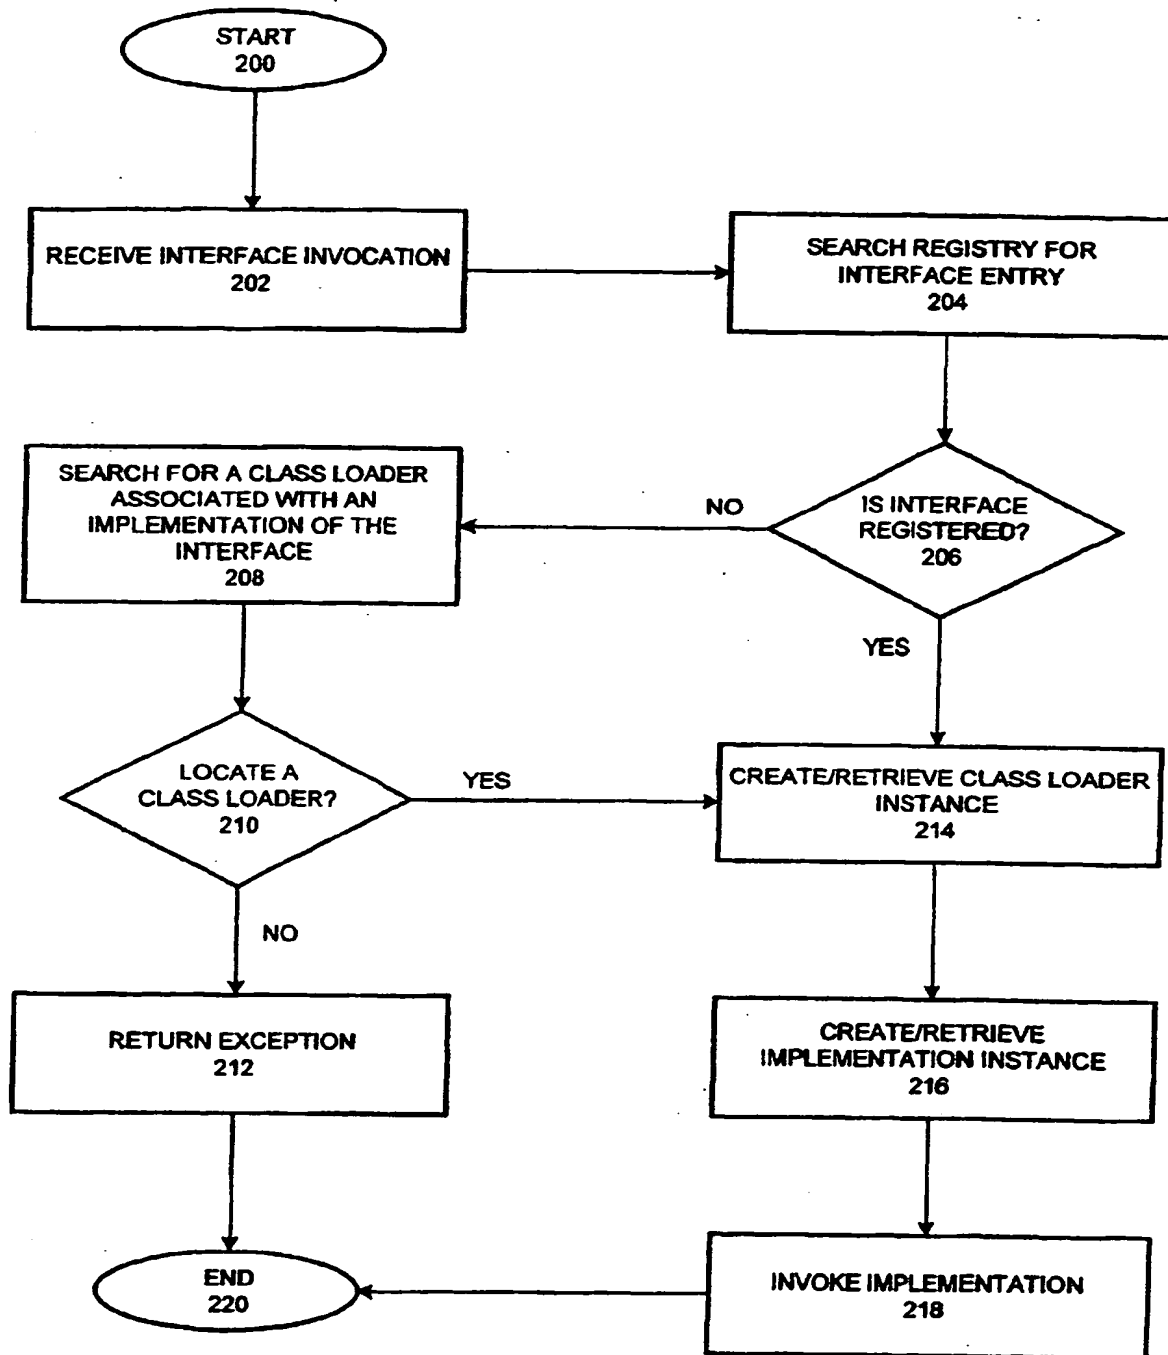 START
200
RECEIVE INTERFACE INVOCATION
202
SEARCH REGISTRY FOR
INTERFACE ENTRY
204
IS INTERFACE
REGISTERED?
206
NO
YES
SEARCH FOR A CLASS LOADER
ASSOCIATED WITH AN
IMPLEMENTATION OF THE
INTERFACE
208
LOCATE A
CLASS LOADER?
210
YES
NO
CREATE/RETRIEVE CLASS LOADER
INSTANCE
214
RETURN EXCEPTION
212
CREATE/RETRIEVE
IMPLEMENTATION INSTANCE
216
INVOKE IMPLEMENTATION
218
END
220